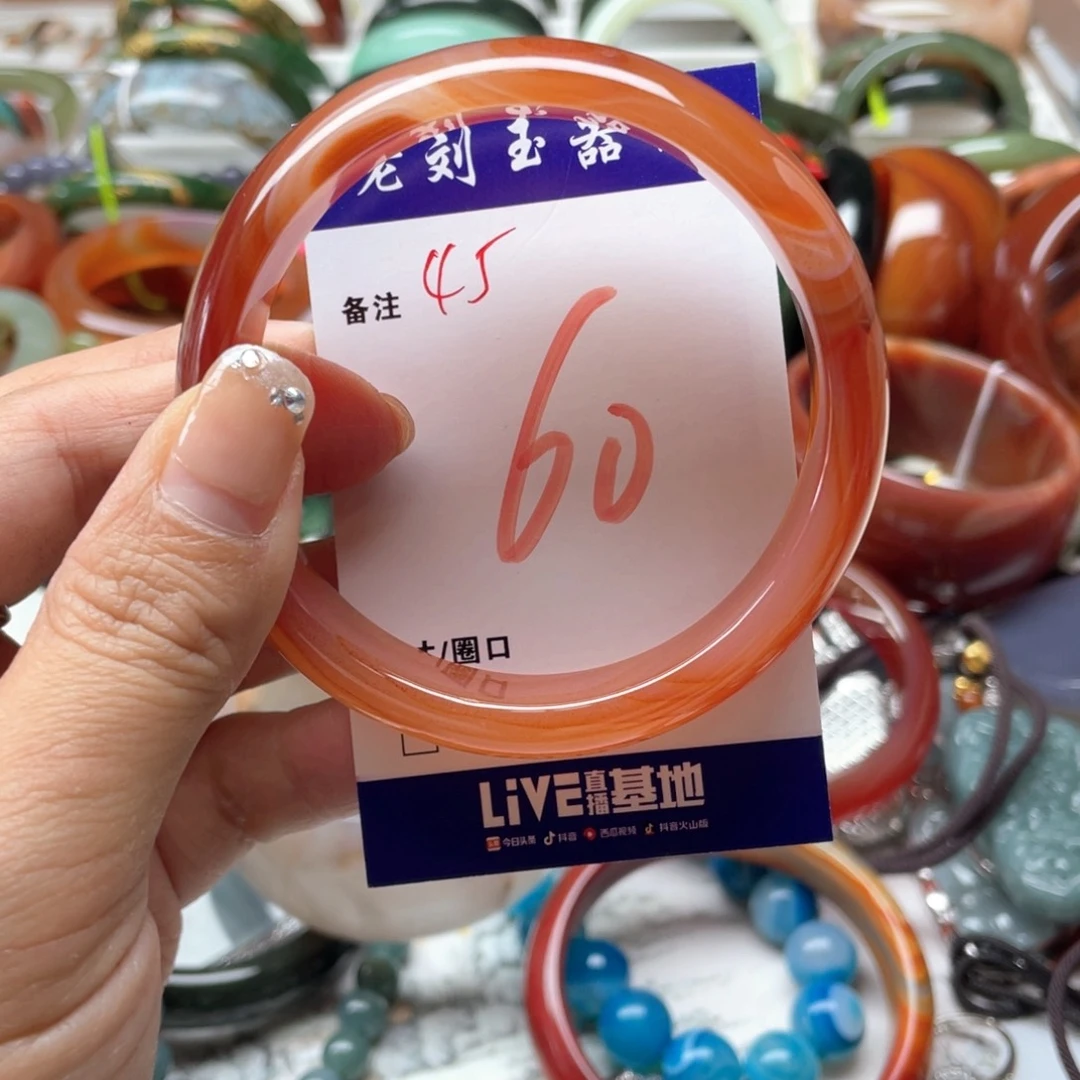 刻玉器
备注 45
60
/圈口
LiVE直播基地
今日头条 抖音 西瓜视频 抖音火山版